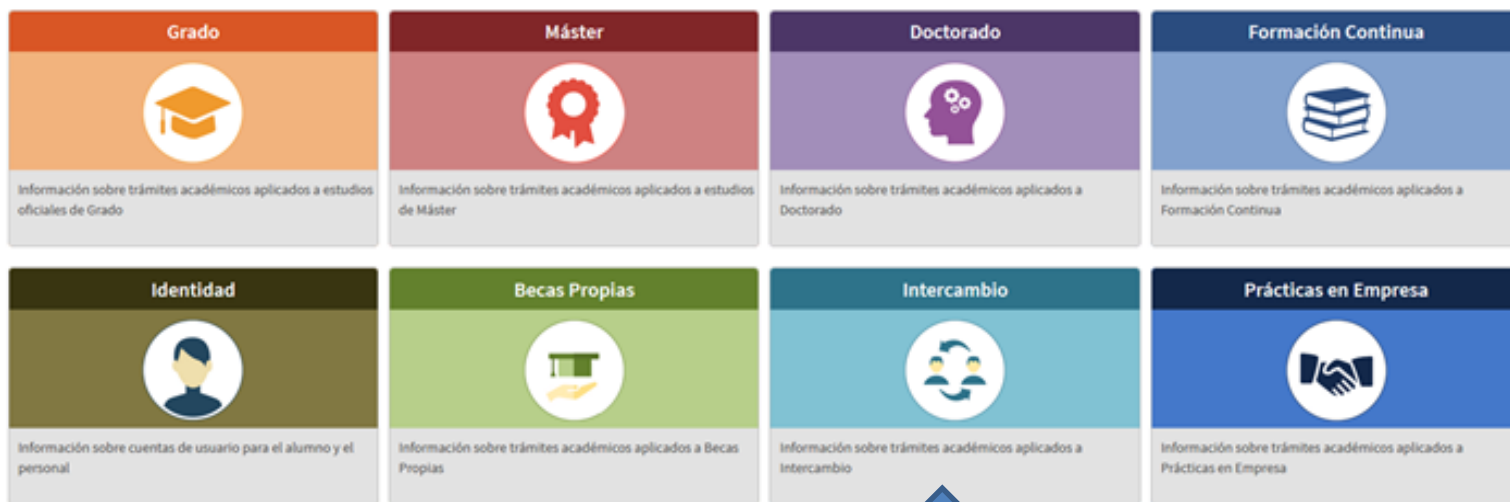 Grado
Máster
Doctorado
Formación Continua
Información sobre trámites académicos aplicados a estudios
oficiales de Grado
Información sobre trámites académicos aplicados a estudios
de Máster
Información sobre trámites académicos aplicados a
Doctorado
Información sobre trámites académicos aplicados a
Formación Continua
Identidad
Becas Propias
Intercambio
Prácticas en Empresa
Información sobre cuentas de usuario para el alumno y el
personal
Información sobre trámites académicos aplicados a Becas
Propias
Información sobre trámites académicos aplicados a
Intercambio
Información sobre trámites académicos aplicados a
Prácticas en Empresa